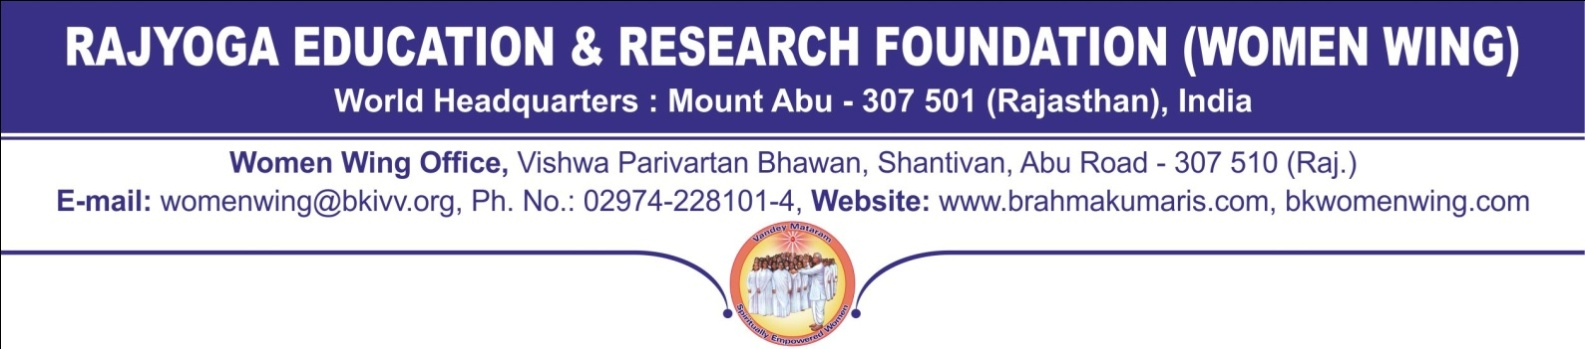 RAJYOGA EDUCATION & RESEARCH FOUNDATION (WOMEN WING)
World Headquarters : Mount Abu - 307 501 (Rajasthan), India
Women Wing Office, Vishwa Parivartan Bhawan, Shantivan, Abu Road - 307 510 (Raj.)
E-mail: womenwing@bkivv.org, Ph. No.: 02974-228101-4, Website: www.brahmakumaris.com, bkwomenwing.com
Vandey Mataram
Spiritually Empowered Women